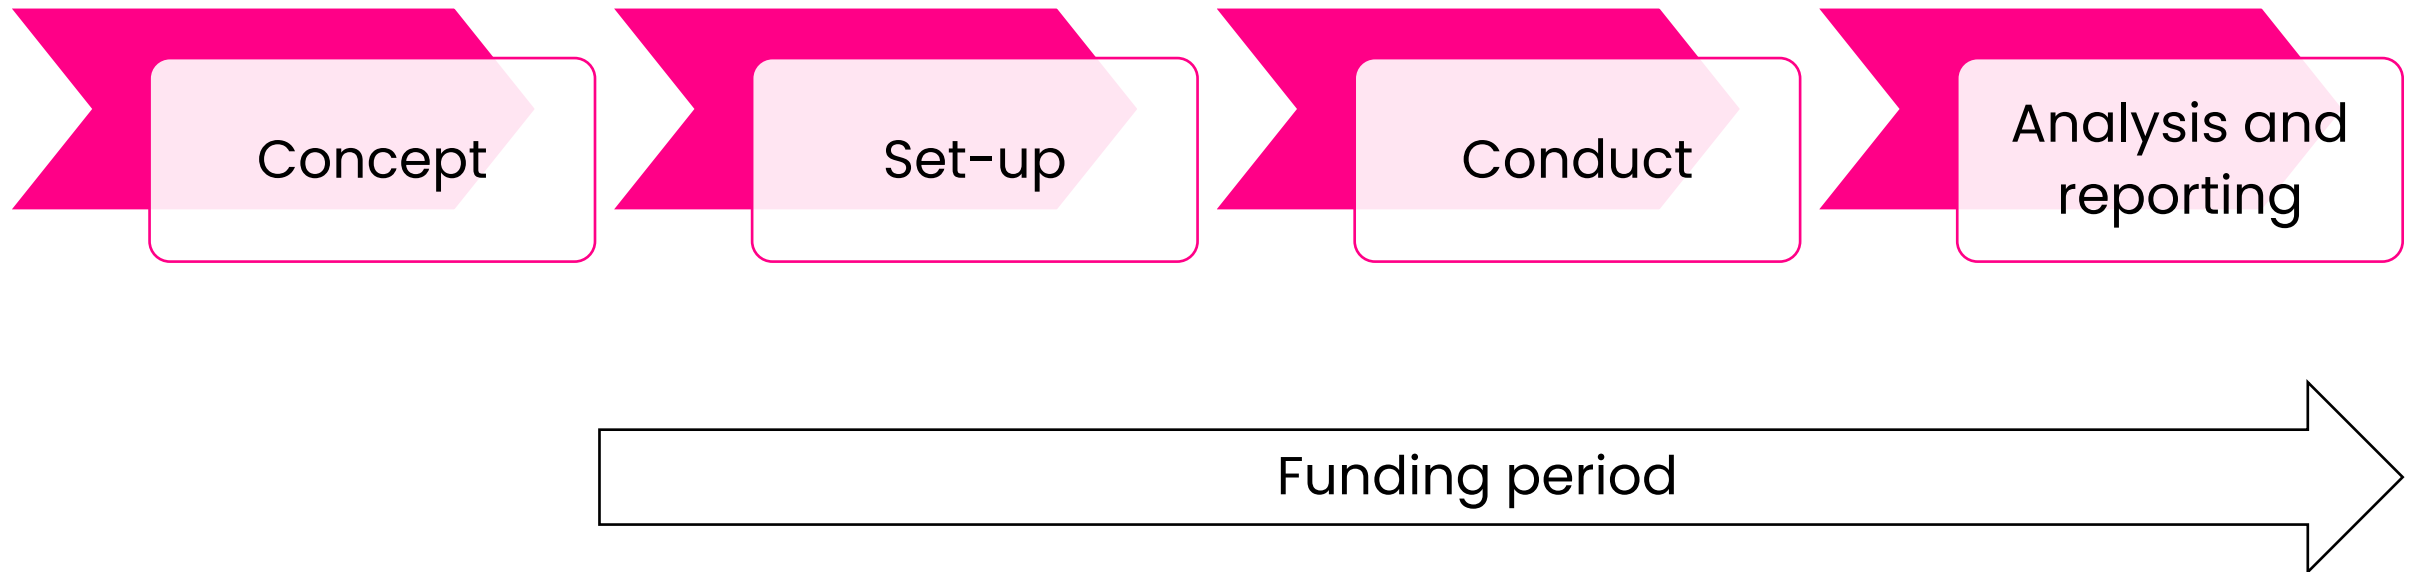 Concept
Set-up
Conduct
Analysis and
reporting
Funding period